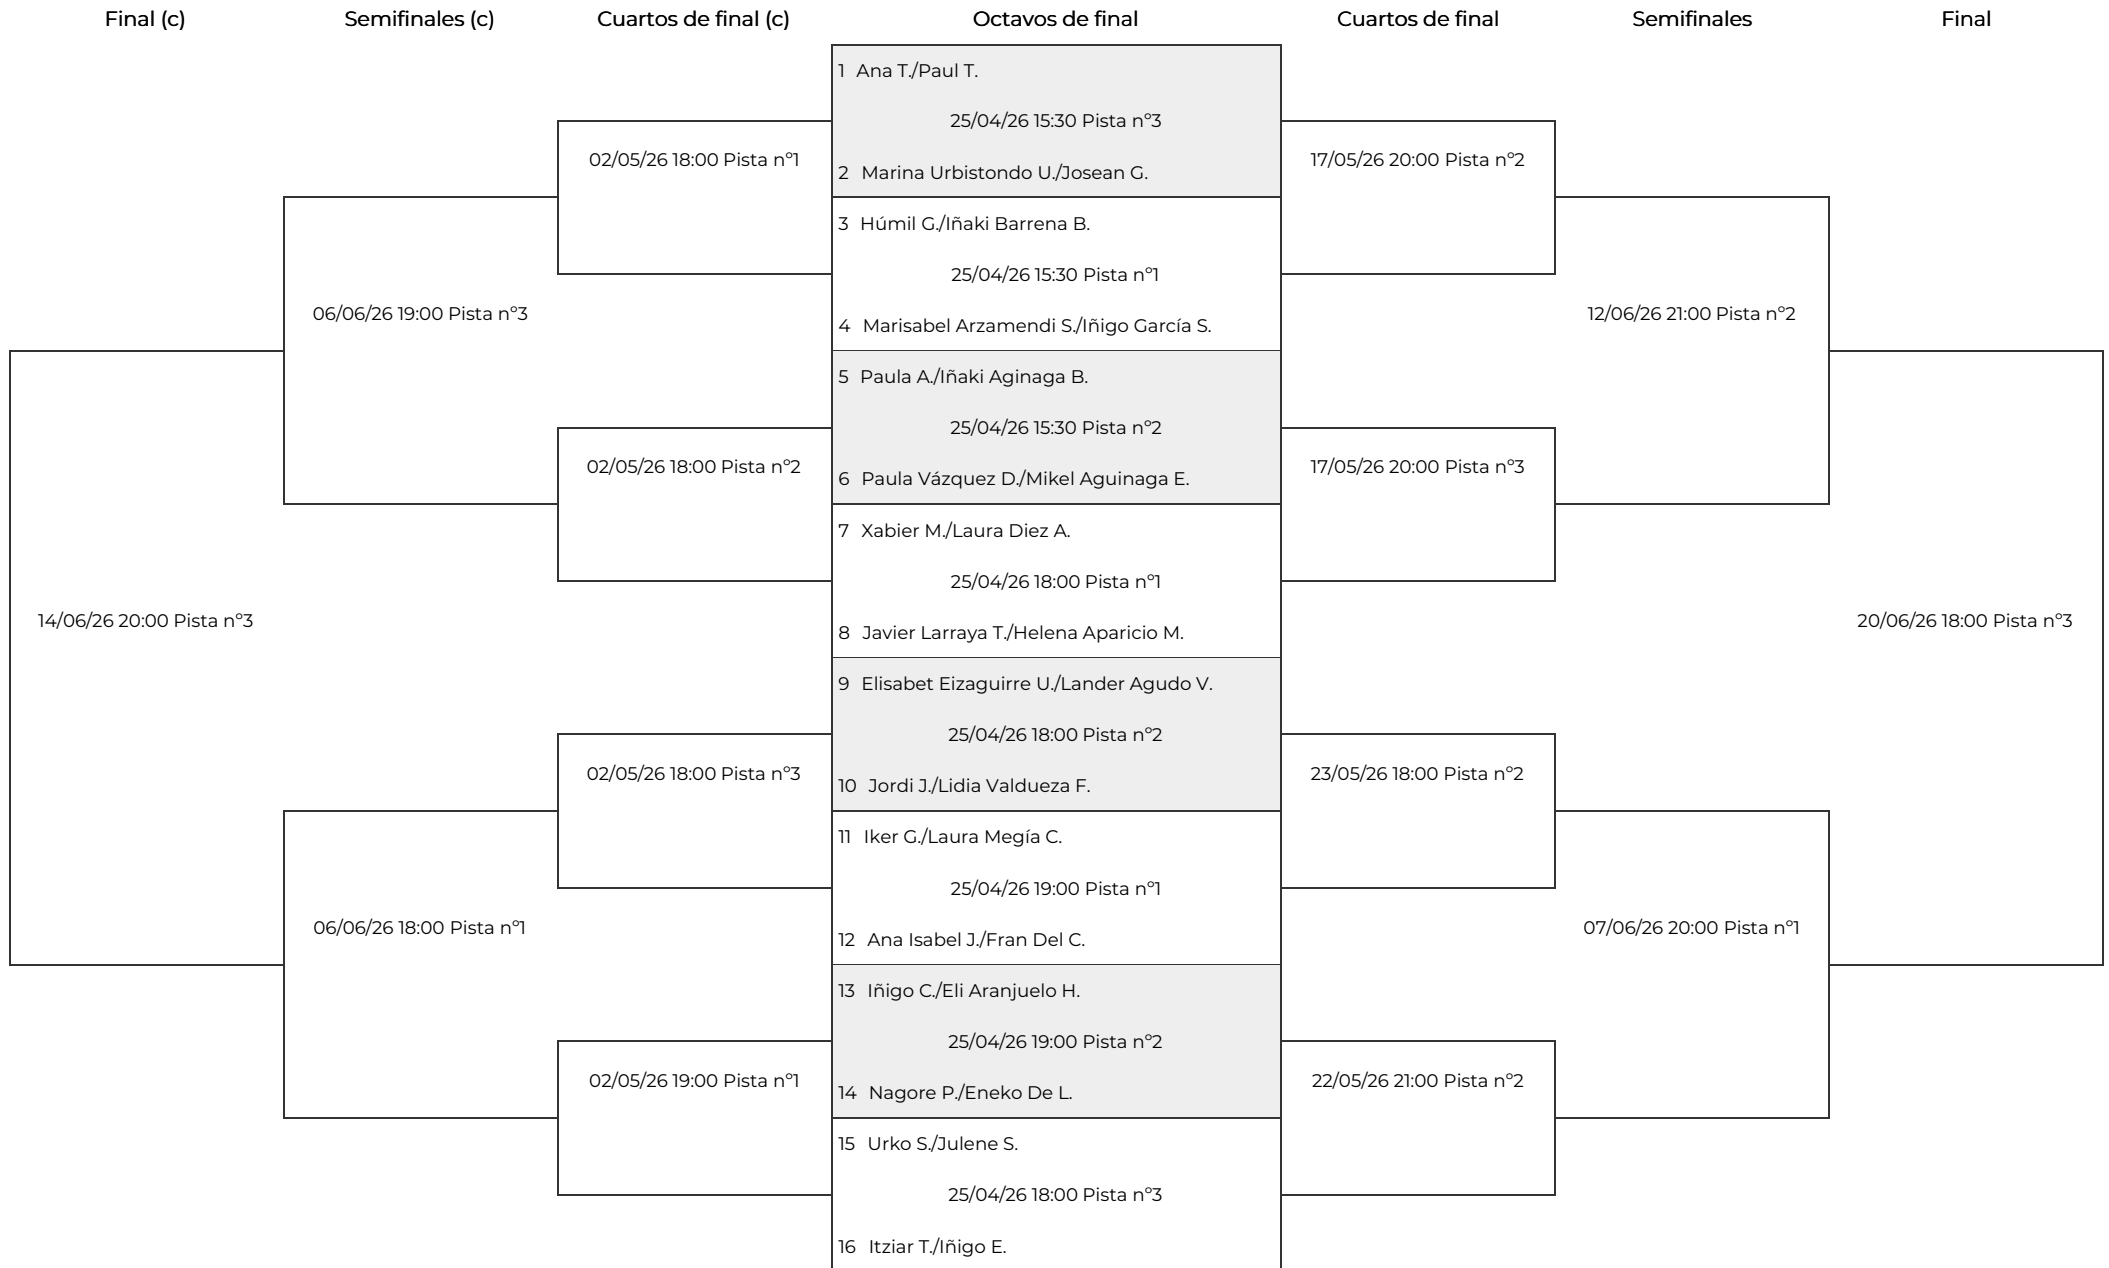 Final (c) Semifinales (c) Cuartos de final (c) Octavos de final Cuartos de final Semifinales Final
1 Ana T./Paul T.
25/04/26 15:30 Pista nº3
02/05/26 18:00 Pista nº1 17/05/26 20:00 Pista nº2
2 Marina Urbistondo U./Josean G.
3 Húmil G./Iñaki Barrena B.
25/04/26 15:30 Pista nº1
06/06/26 19:00 Pista nº3 12/06/26 21:00 Pista nº2
4 Marisabel Arzamendi S./Iñigo García S.
5 Paula A./Iñaki Aginaga B.
25/04/26 15:30 Pista nº2
02/05/26 18:00 Pista nº2 17/05/26 20:00 Pista nº3
6 Paula Vázquez D./Mikel Aguinaga E.
7 Xabier M./Laura Diez A.
25/04/26 18:00 Pista nº1
14/06/26 20:00 Pista nº3 20/06/26 18:00 Pista nº3
8 Javier Larraya T./Helena Aparicio M.
9 Elisabet Eizaguirre U./Lander Agudo V.
25/04/26 18:00 Pista nº2
02/05/26 18:00 Pista nº3 23/05/26 18:00 Pista nº2
10 Jordi J./Lidia Valdueza F.
11 Iker G./Laura Megía C.
25/04/26 19:00 Pista nº1
06/06/26 18:00 Pista nº1 07/06/26 20:00 Pista nº1
12 Ana Isabel J./Fran Del C.
13 Iñigo C./Eli Aranjuelo H.
25/04/26 19:00 Pista nº2
02/05/26 19:00 Pista nº1 22/05/26 21:00 Pista nº2
14 Nagore P./Eneko De L.
15 Urko S./Julene S.
25/04/26 18:00 Pista nº3
16 Itziar T./Iñigo E.